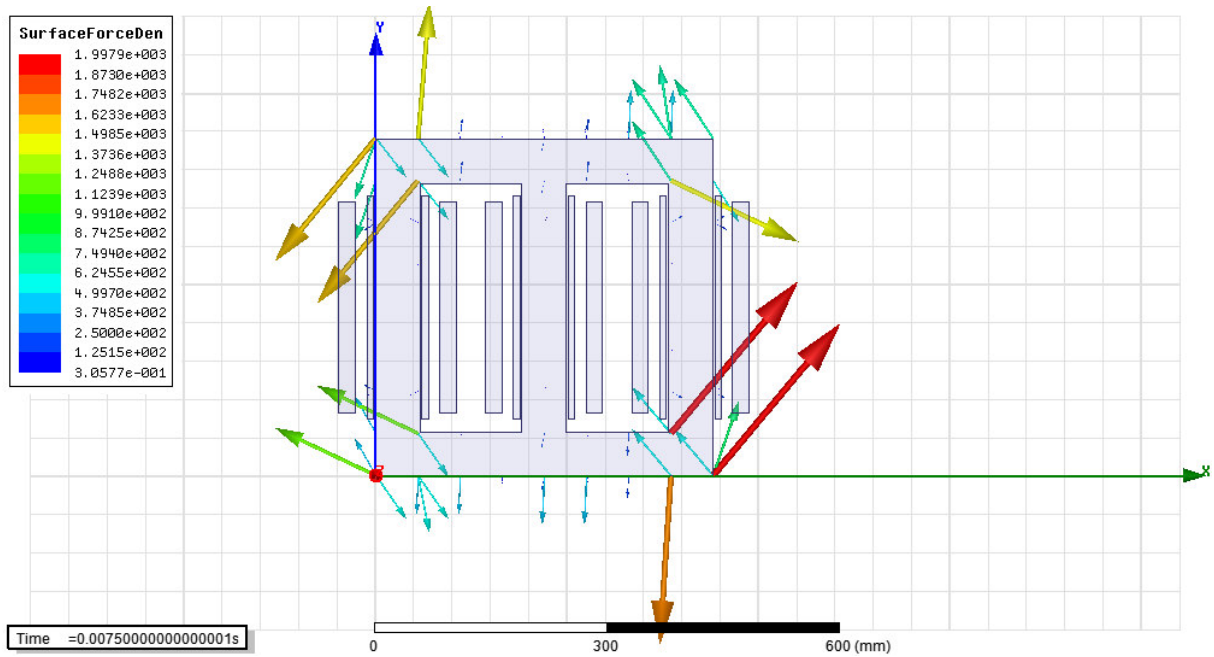 SurfaceForceDen
1.9979e+003
1.8730e+003
1.7482e+003
1.6233e+003
1.4985e+003
1.3736e+003
1.2488e+003
1.1239e+003
9.9910e+002
8.7425e+002
7.4940e+002
6.2455e+002
4.9970e+002
3.7485e+002
2.5000e+002
1.2515e+002
3.0577e-001
Y
X
Z
Time =0.00750000000000000001s
0 300 600 (mm)